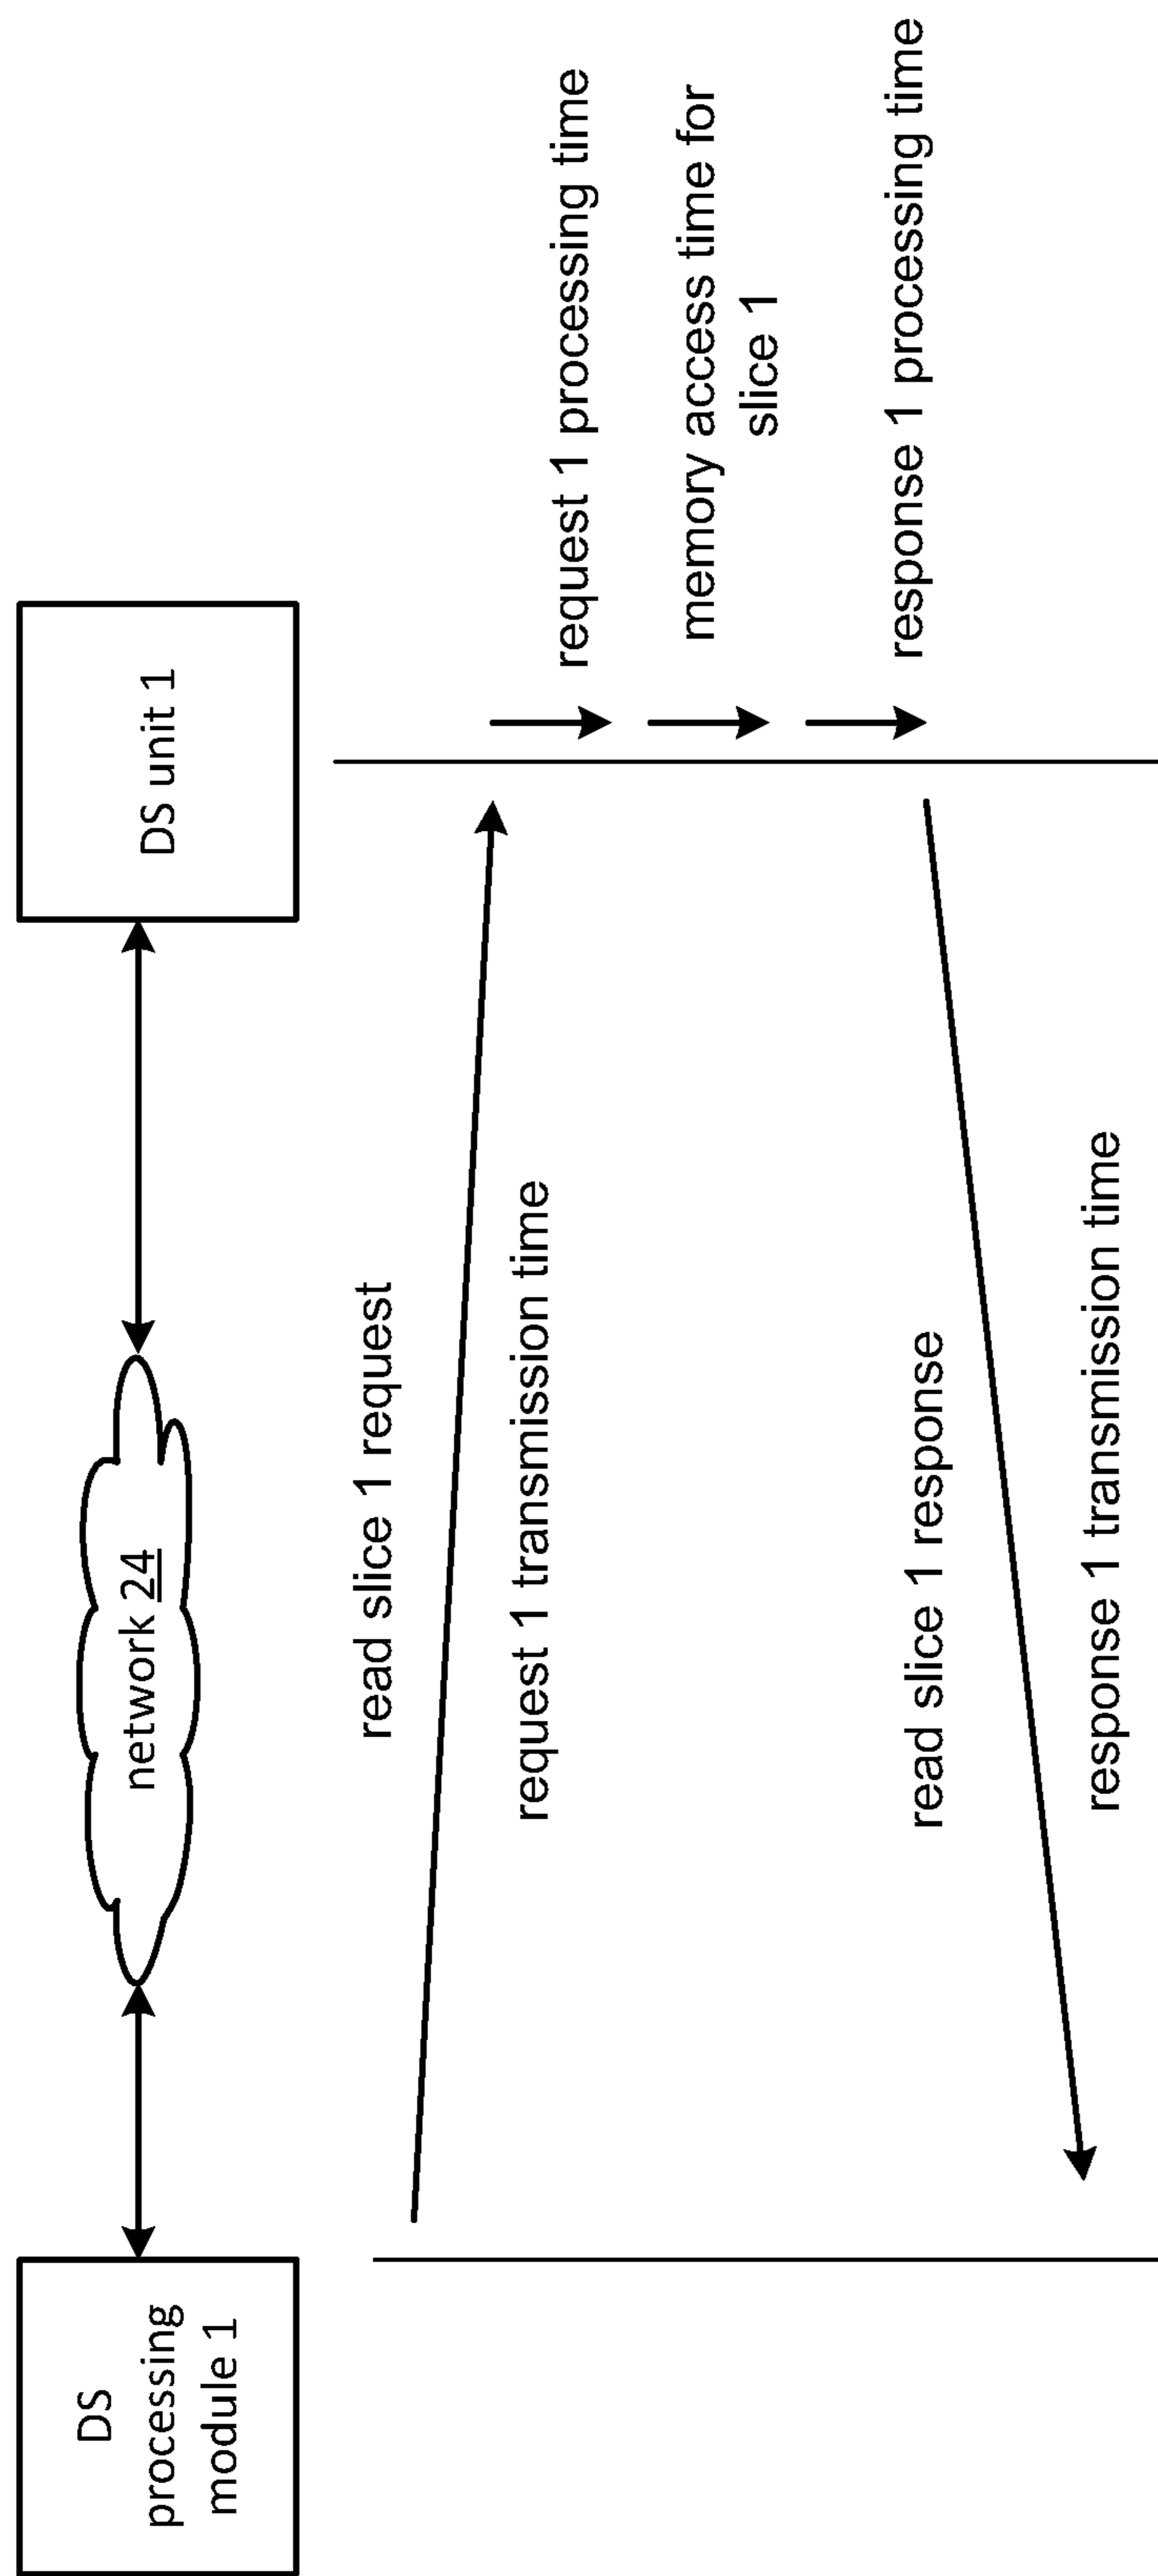 DS
processing
module 1
network 24
DS unit 1
read slice 1 request
request 1 transmission time
request 1 processing time
memory access time for
slice 1
response 1 processing time
read slice 1 response
response 1 transmission time